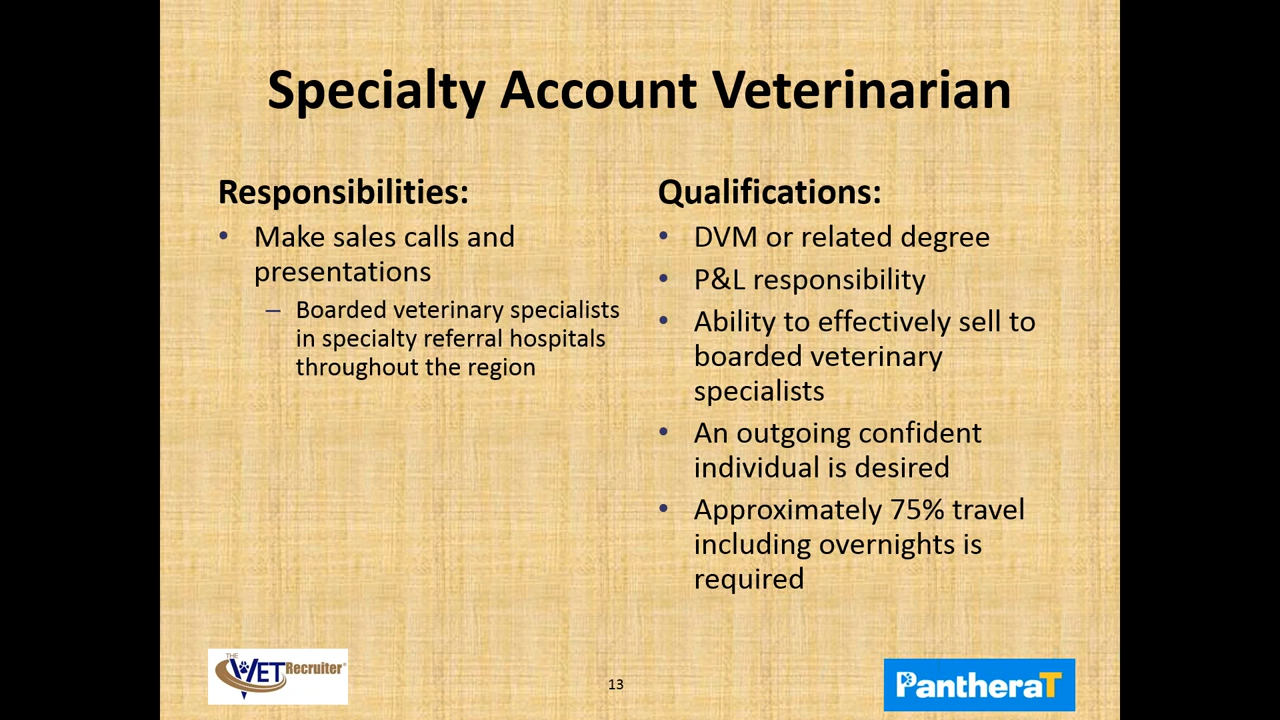 Specialty Account Veterinarian
Responsibilities:
• Make sales calls and
presentations
– Boarded veterinary specialists
in specialty referral hospitals
throughout the region
Qualifications:
• DVM or related degree
• P&L responsibility
• Ability to effectively sell to
boarded veterinary
specialists
• An outgoing confident
individual is desired
• Approximately 75% travel
including overnights is
required
THE
VET Recruiter®
13
PantheraT